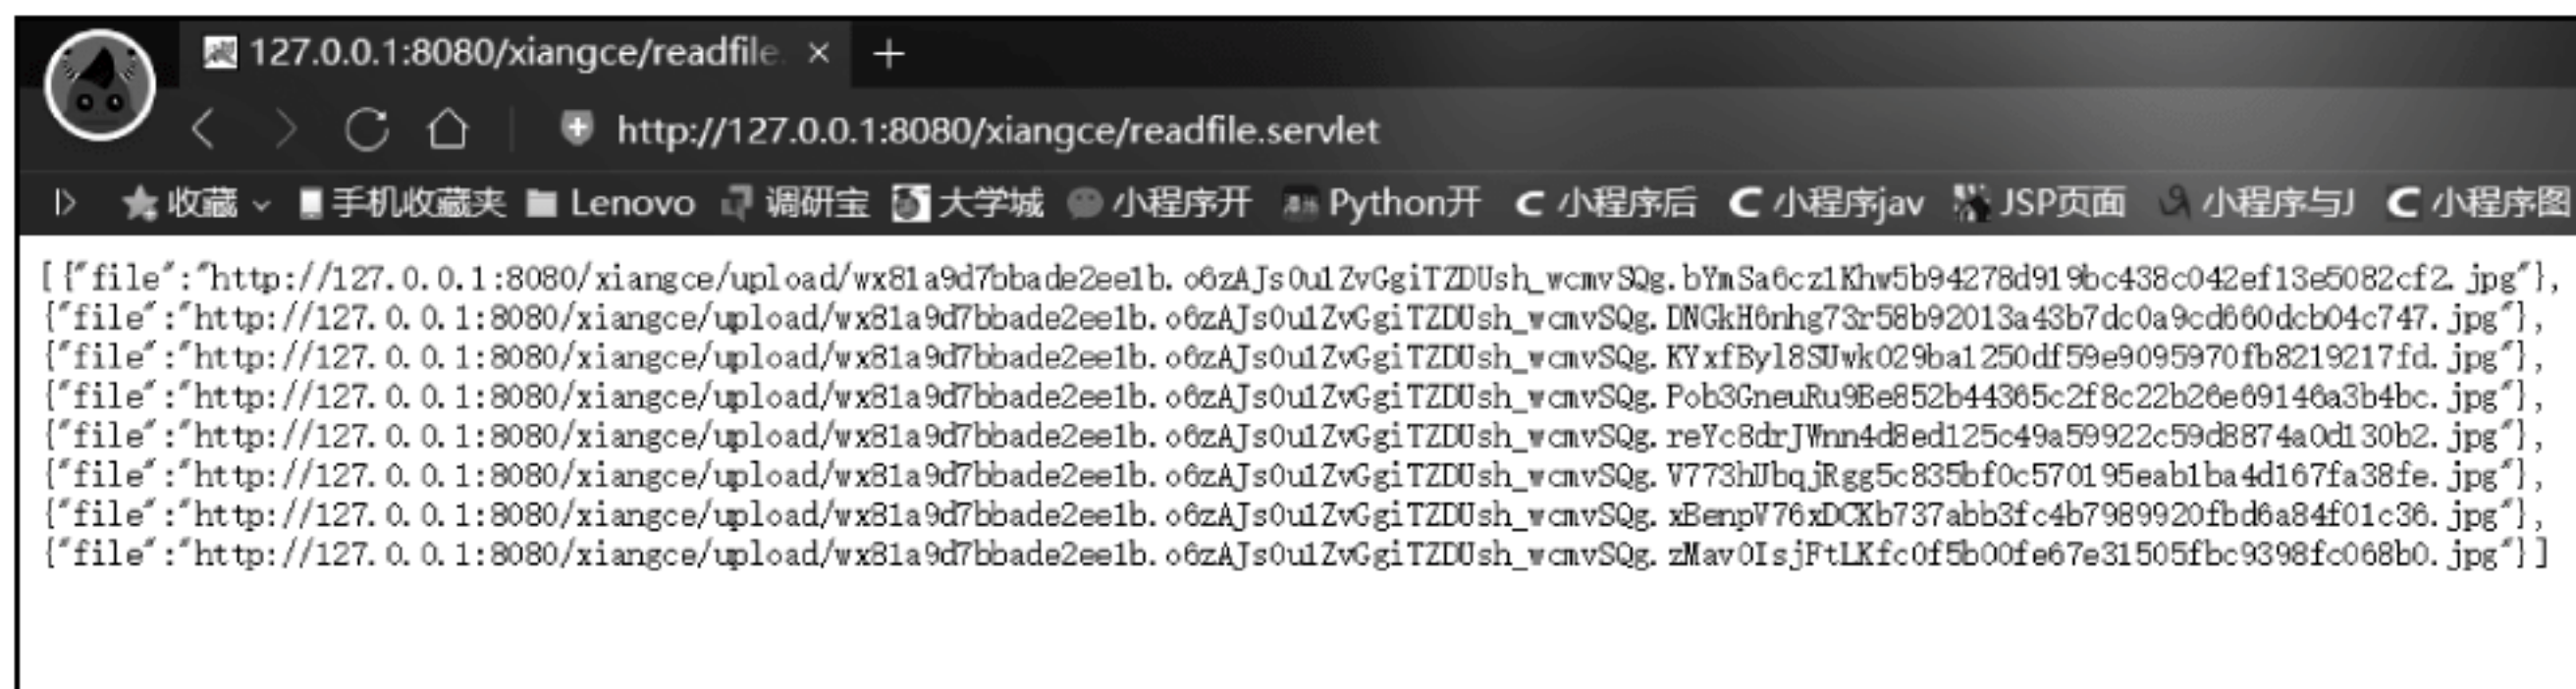 127.0.0.1:8080/xiangce/readfile.
http://127.0.0.1:8080/xiangce/readfile.servlet
收藏 手机收藏夹 Lenovo 调研宝 大学城 小程序开 Python开 小程序后 小程序jav JSP页面 小程序与J 小程序图
[{"file":"http://127.0.0.1:8080/xiangce/upload/wx81a9d7bbade2ee1b.o6zAJs0u1ZvGgiTZDUsh_wcmvSQg.bYmSa6cz1Khw5b94278d919bc438c042ef13e5082cf2.jpg"},
{"file":"http://127.0.0.1:8080/xiangce/upload/wx81a9d7bbade2ee1b.o6zAJs0u1ZvGgiTZDUsh_wcmvSQg.DNGkH6nhg73r58b92013a43b7dc0a9cd660dcb04c747.jpg"},
{"file":"http://127.0.0.1:8080/xiangce/upload/wx81a9d7bbade2ee1b.o6zAJs0u1ZvGgiTZDUsh_wcmvSQg.KYxfByl8SUwk029ba1250df59e9095970fb8219217fd.jpg"},
{"file":"http://127.0.0.1:8080/xiangce/upload/wx81a9d7bbade2ee1b.o6zAJs0u1ZvGgiTZDUsh_wcmvSQg.Pob3GneuRu9Be852b44365c2f8c22b26e69146a3b4bc.jpg"},
{"file":"http://127.0.0.1:8080/xiangce/upload/wx81a9d7bbade2ee1b.o6zAJs0u1ZvGgiTZDUsh_wcmvSQg.reYc8drJWnn4d8ed125c49a59922c59d8874a0d130b2.jpg"},
{"file":"http://127.0.0.1:8080/xiangce/upload/wx81a9d7bbade2ee1b.o6zAJs0u1ZvGgiTZDUsh_wcmvSQg.V773hUbqjRgg5c835bf0c570195eab1ba4d167fa38fe.jpg"},
{"file":"http://127.0.0.1:8080/xiangce/upload/wx81a9d7bbade2ee1b.o6zAJs0u1ZvGgiTZDUsh_wcmvSQg.xBenpV76xDCKb737abb3fc4b7989920fbd6a84f01c36.jpg"},
{"file":"http://127.0.0.1:8080/xiangce/upload/wx81a9d7bbade2ee1b.o6zAJs0u1ZvGgiTZDUsh_wcmvSQg.zMav0IsjFtLKfc0f5b00fe67e31505fbc9398fc068b0.jpg"}]